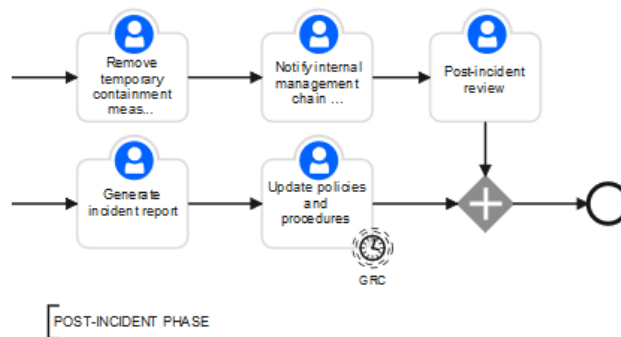 Remove
temporary
containment
meas...
Notify internal
management
chain ...
Post-incident
review
Generate
incident report
Update policies
and
procedures
GRC
POST-INCIDENT PHASE